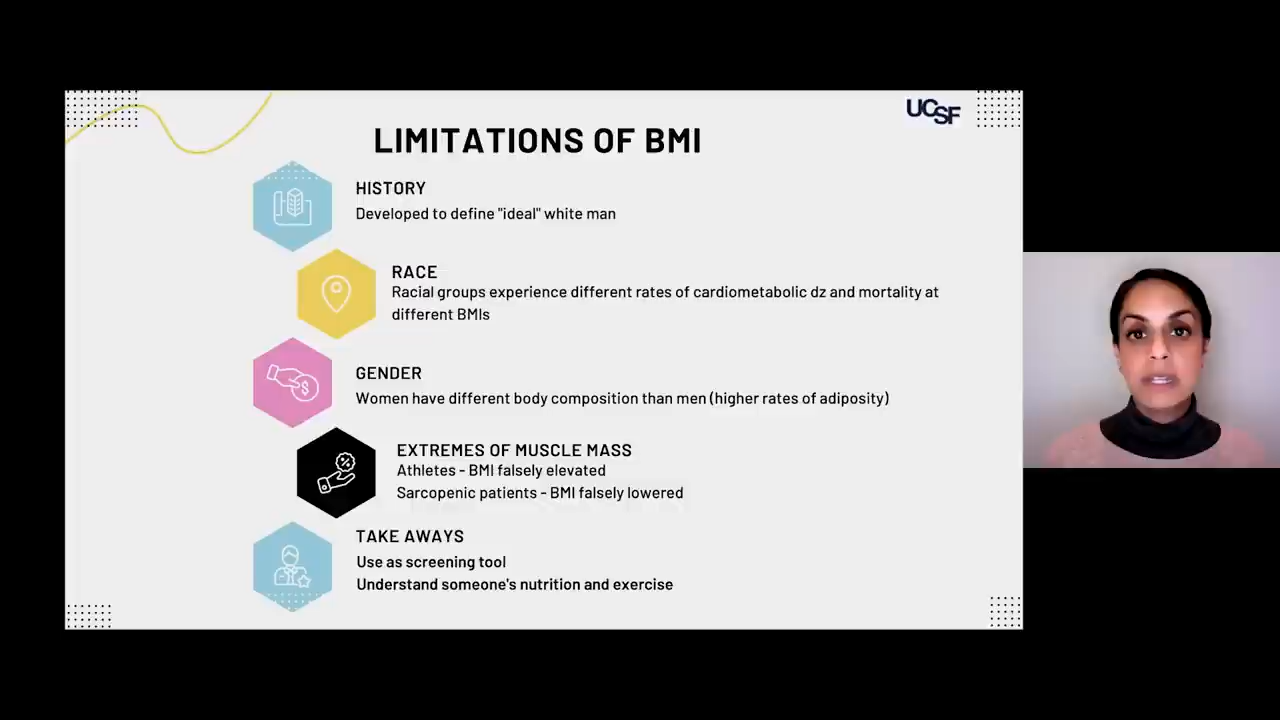 UCSF
LIMITATIONS OF BMI
HISTORY
Developed to define "ideal" white man
RACE
Racial groups experience different rates of cardiometabolic dz and mortality at
different BMIs
GENDER
Women have different body composition than men (higher rates of adiposity)
EXTREMES OF MUSCLE MASS
Athletes - BMI falsely elevated
Sarcopenic patients - BMI falsely lowered
TAKE AWAYS
Use as screening tool
Understand someone's nutrition and exercise